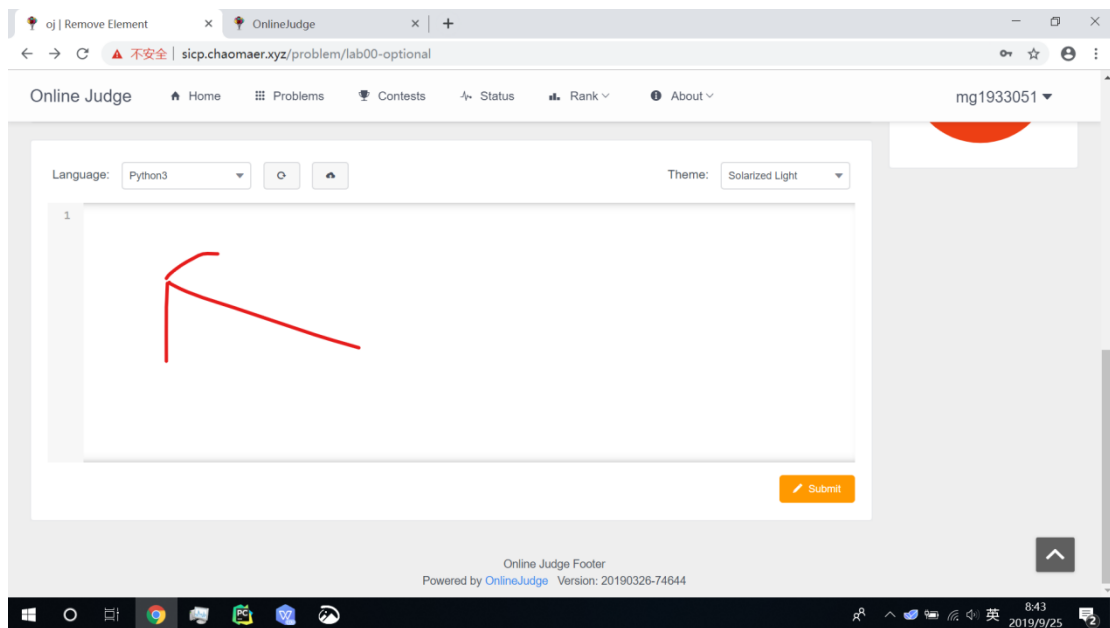 oj | Remove Element
OnlineJudge
不安全 | sicp.chaomaer.xyz/problem/lab00-optional
Online Judge Home Problems Contests Status Rank About mg1933051
Language: Python3 Theme: Solarized Light
1
Submit
Online Judge Footer
Powered by OnlineJudge Version: 20190326-74644
英 8:43
2019/9/25
2